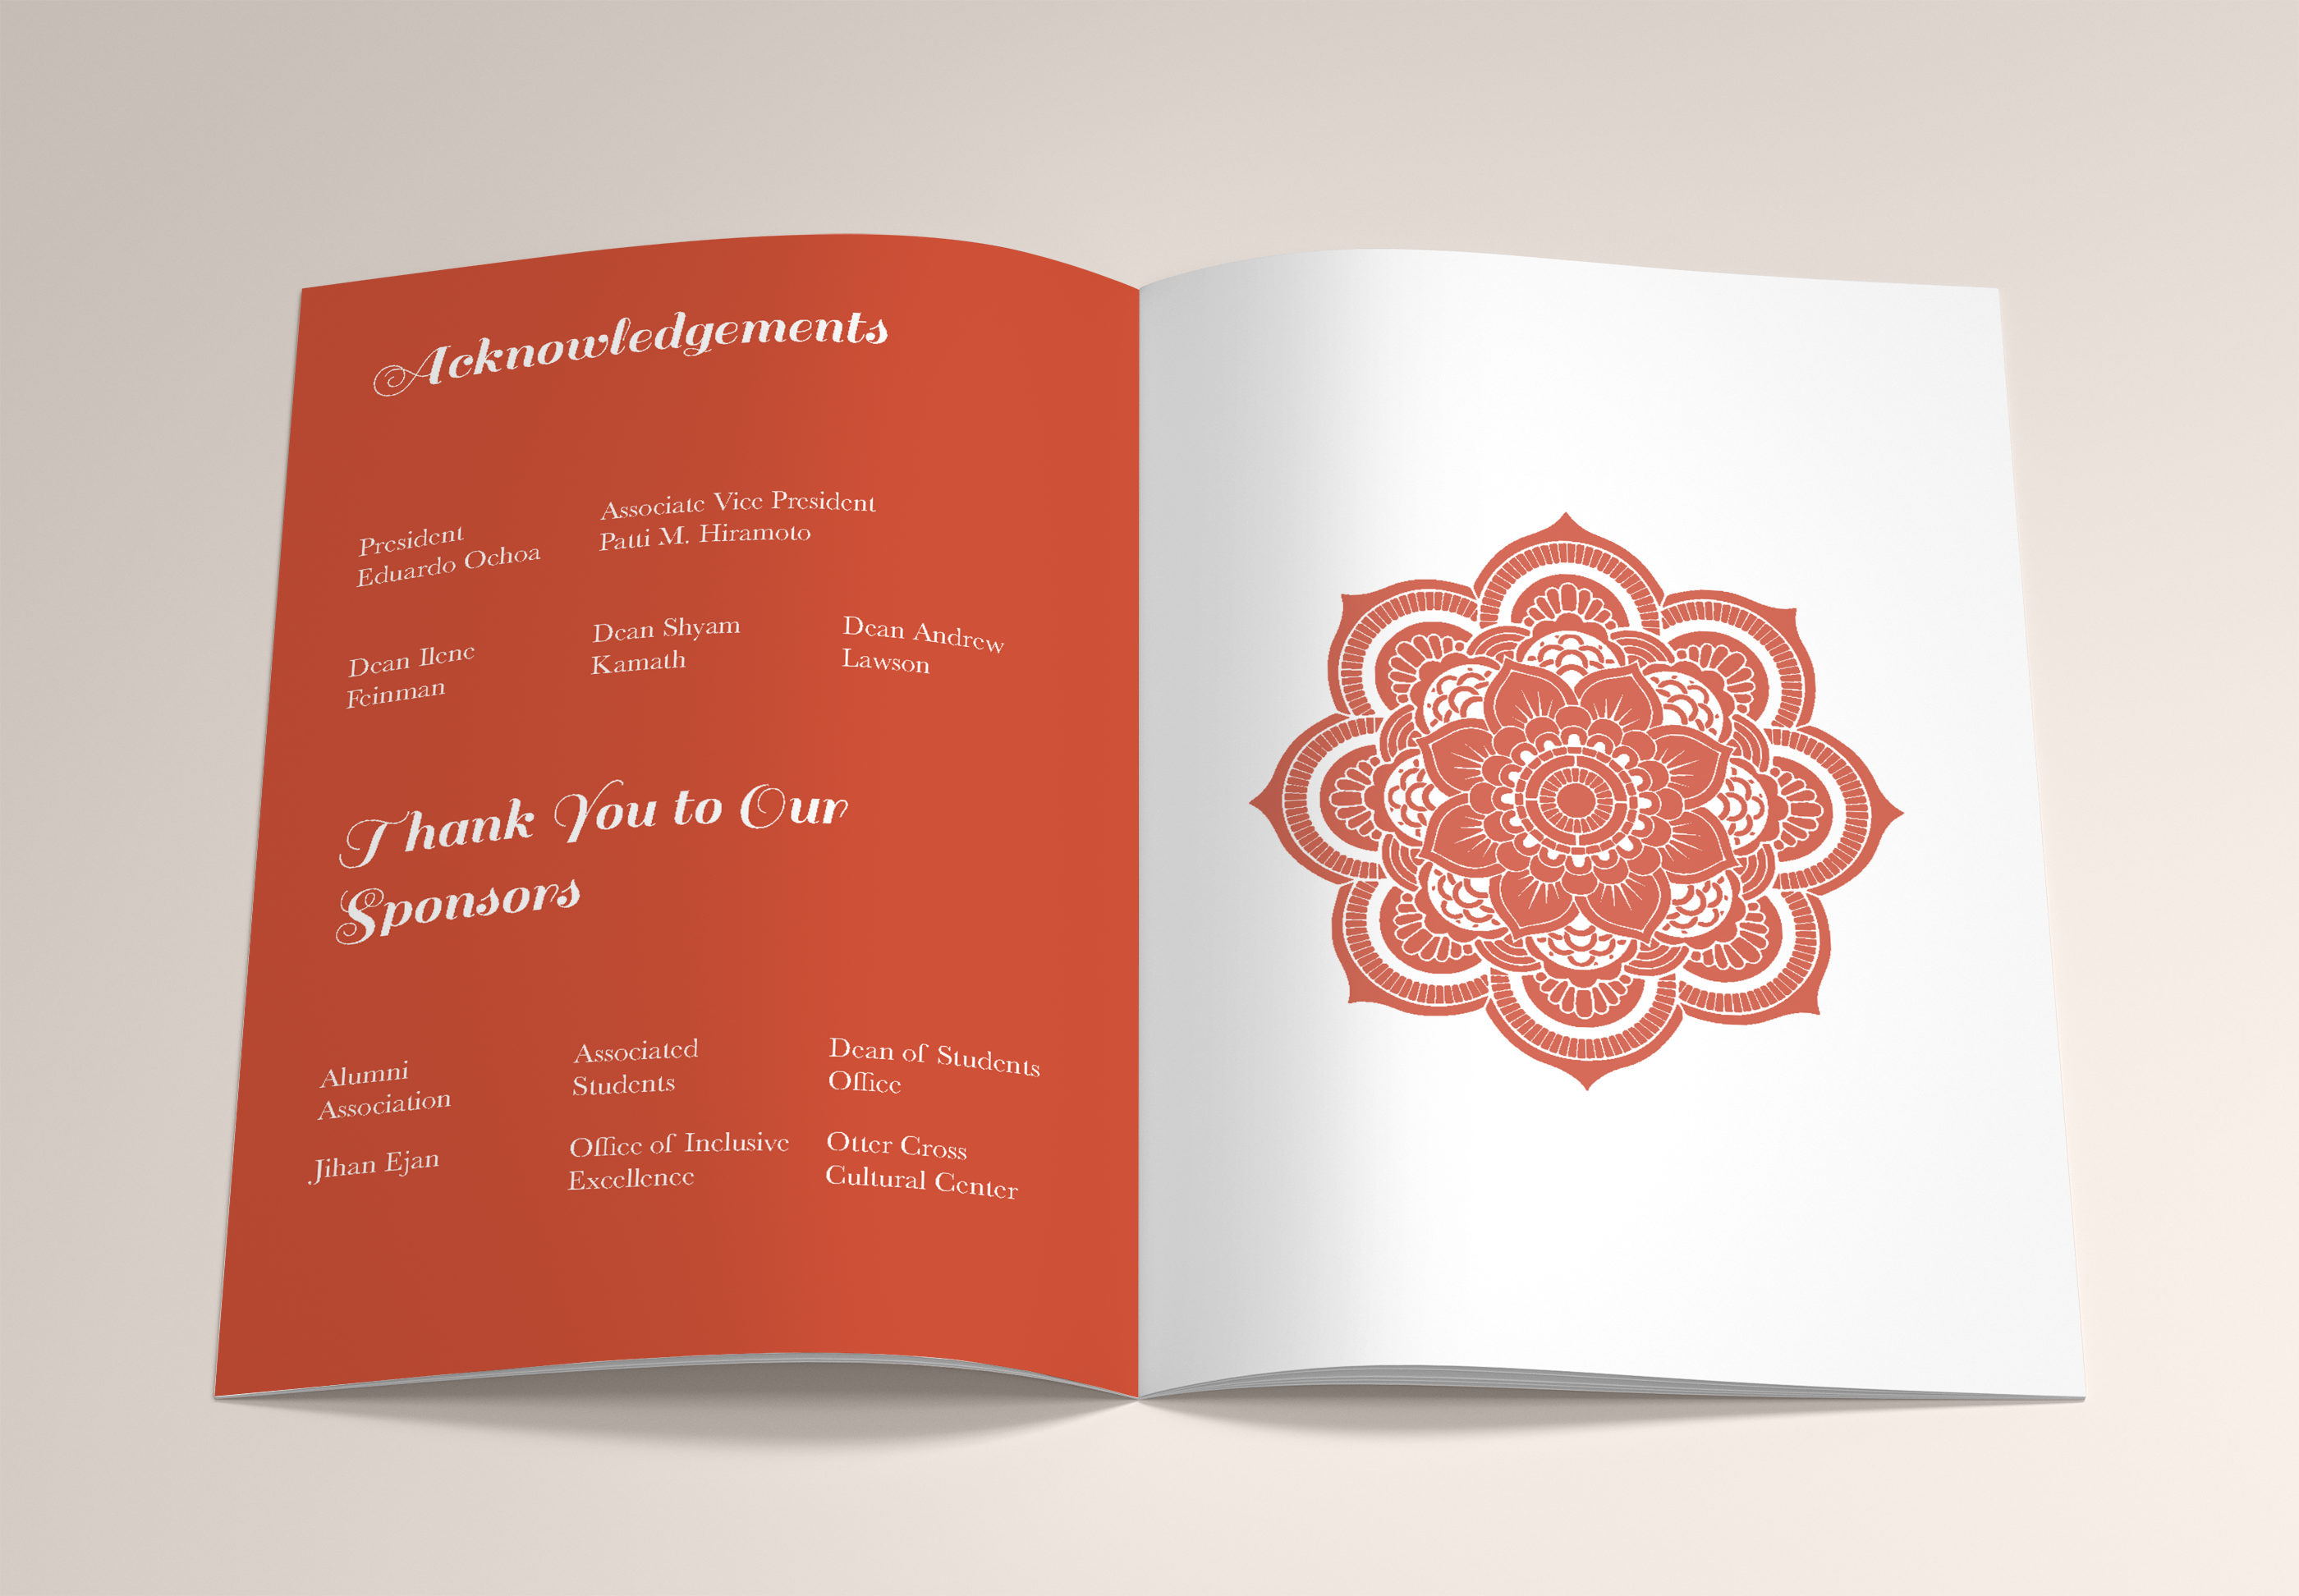 Acknowledgements
President
Eduardo Ochoa
Associate Vice President
Patti M. Hiramoto
Dean Ilene
Feinman
Dean Shyam
Kamath
Dean Andrew
Lawson
Thank You to Our
Sponsors
Alumni
Association
Associated
Students
Dean of Students
Office
Jihan Ejan
Office of Inclusive
Excellence
Otter Cross
Cultural Center